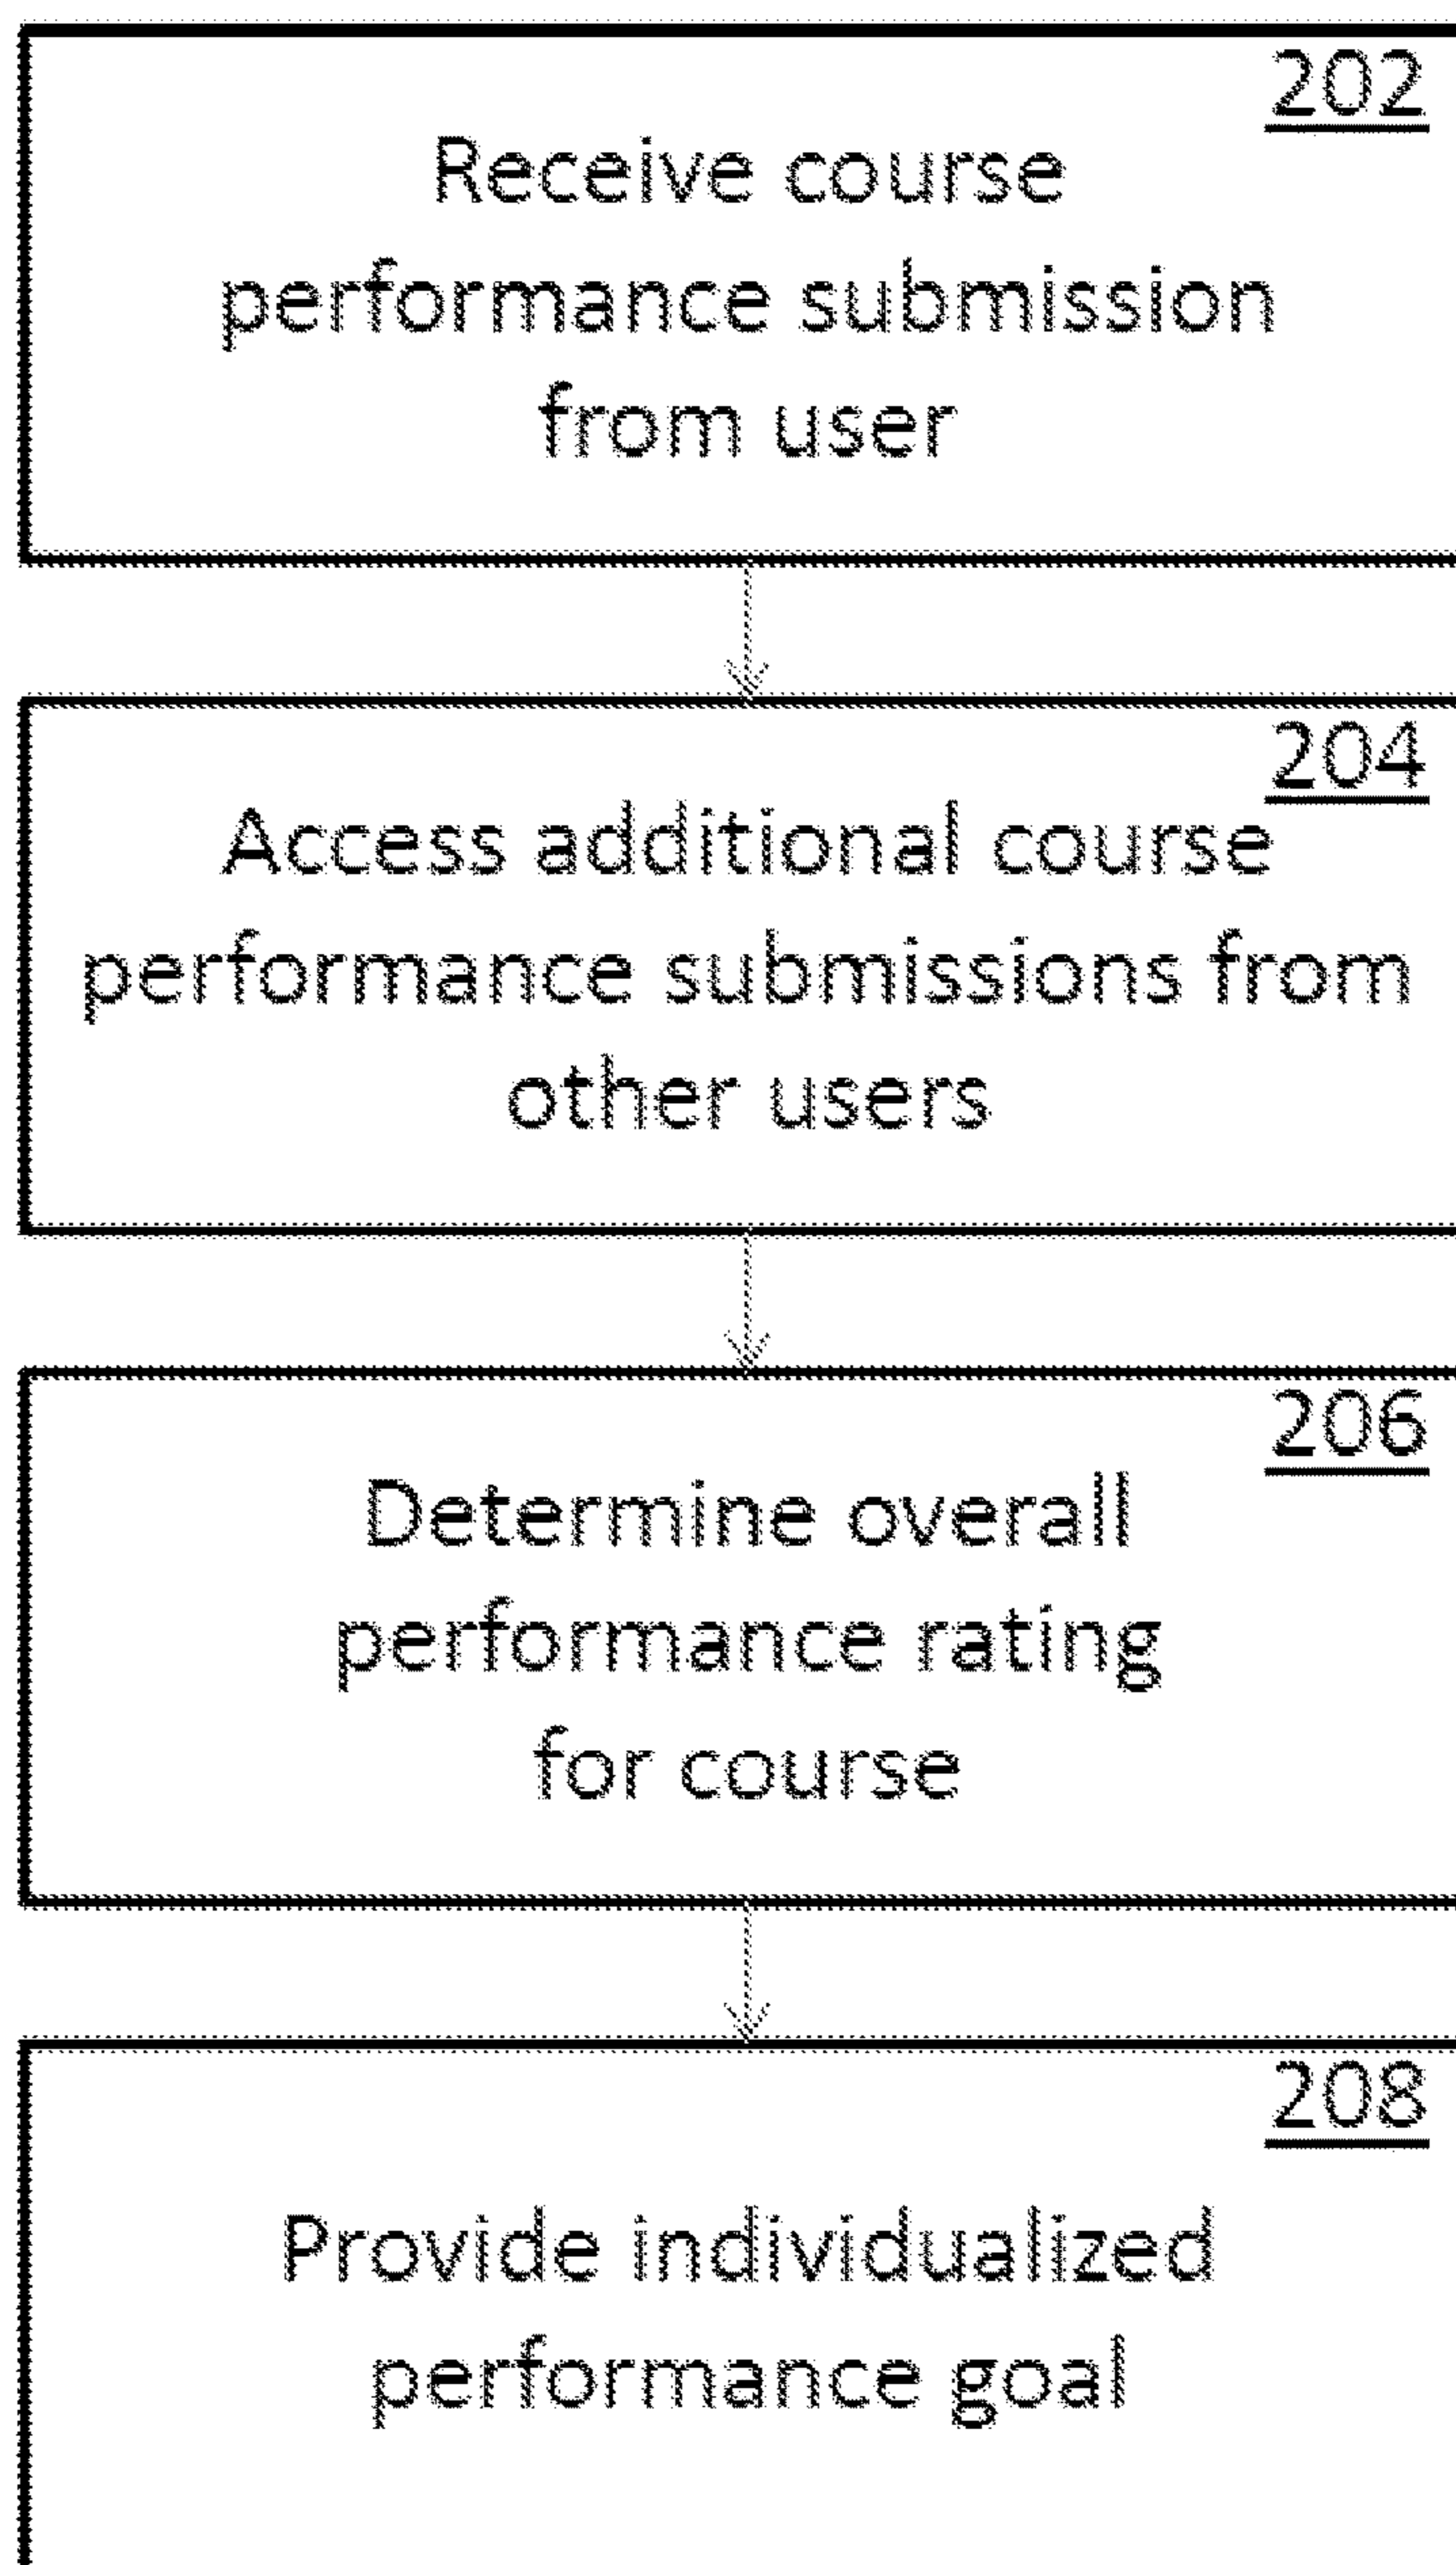 202
Receive course
performance submission
from user
204
Access additional course
performance submissions from
other users
206
Determine overall
performance rating
for course
208
Provide individualized
performance goal